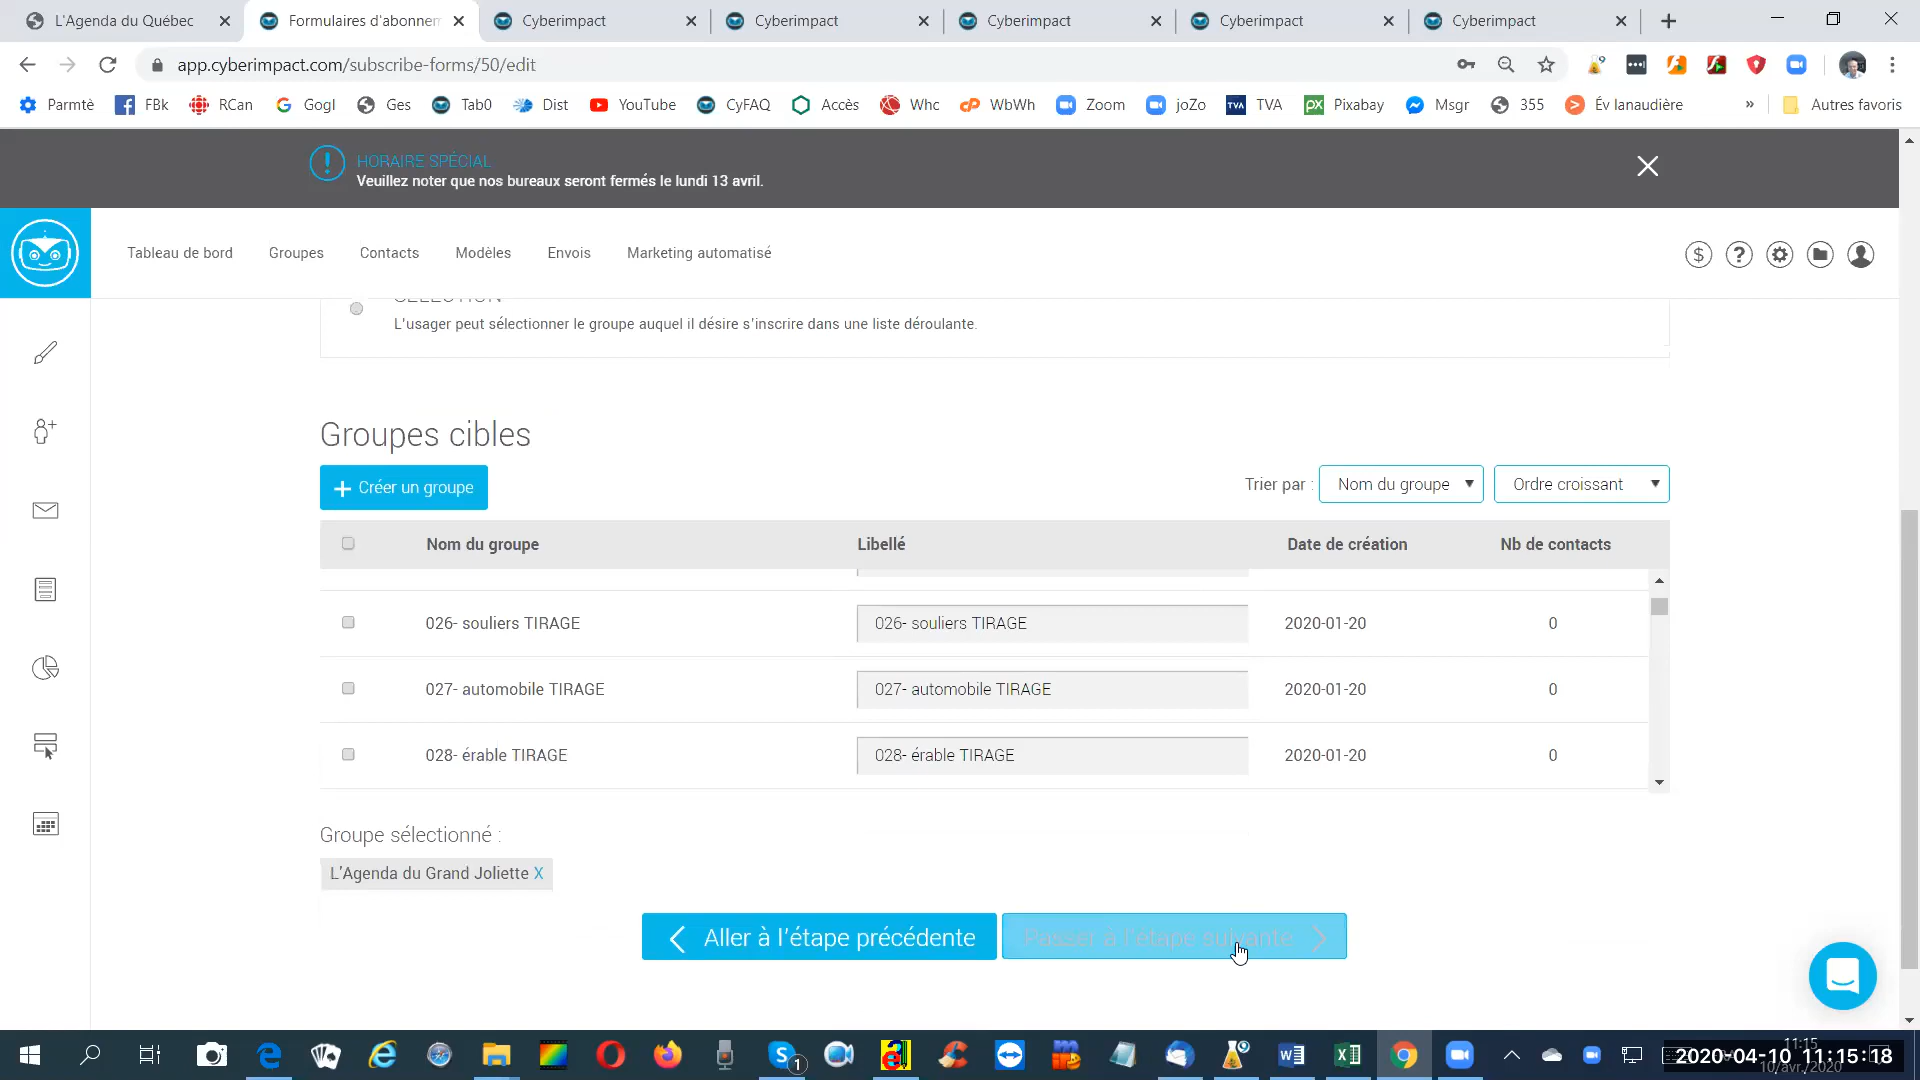 L'Agenda du Québec
Formulaires d'abonnem
Cyberimpact
Cyberimpact
Cyberimpact
Cyberimpact
Cyberimpact
app.cyberimpact.com/subscribe-forms/50/edit
Parmtè
FBk
RCan
Gogl
Ges
Tab0
Dist
YouTube
CyFAQ
Accès
Whc
WbWh
Zoom
joZo
TVA
Pixabay
Msgr
355
Év lanaudière
»
Autres favoris
HORAIRE SPÉCIAL
Veuillez noter que nos bureaux seront fermés le lundi 13 avril.
Tableau de bord
Groupes
Contacts
Modèles
Envois
Marketing automatisé
SÉLECTION
L'usager peut sélectionner le groupe auquel il désire s'inscrire dans une liste déroulante.
Groupes cibles
+ Créer un groupe
Trier par :
Nom du groupe
Ordre croissant
Nom du groupe Libellé Date de création Nb de contacts
026- souliers TIRAGE 026- souliers TIRAGE 2020-01-20 0
027- automobile TIRAGE 027- automobile TIRAGE 2020-01-20 0
028- érable TIRAGE 028- érable TIRAGE 2020-01-20 0
Groupe sélectionné :
L'Agenda du Grand Joliette X
Aller à l'étape précédente
Passer à l'étape suivante
11:15
2020-04-10 11:15:18
10/avr./2020